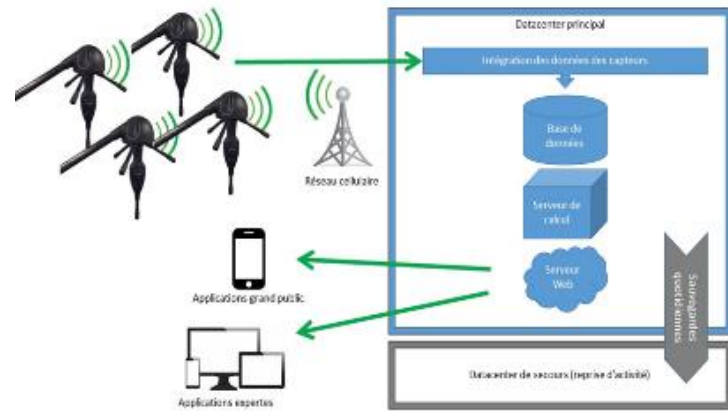 Datacenter principal
Intégration des données des capteurs
Base de
données
Réseau cellulaire
Serveur de
calcul
Serveur
Web
Applications grand public
Sauvegardes
quotidiennes
Datacenter de secours (reprise d'activité)
Applications expertes